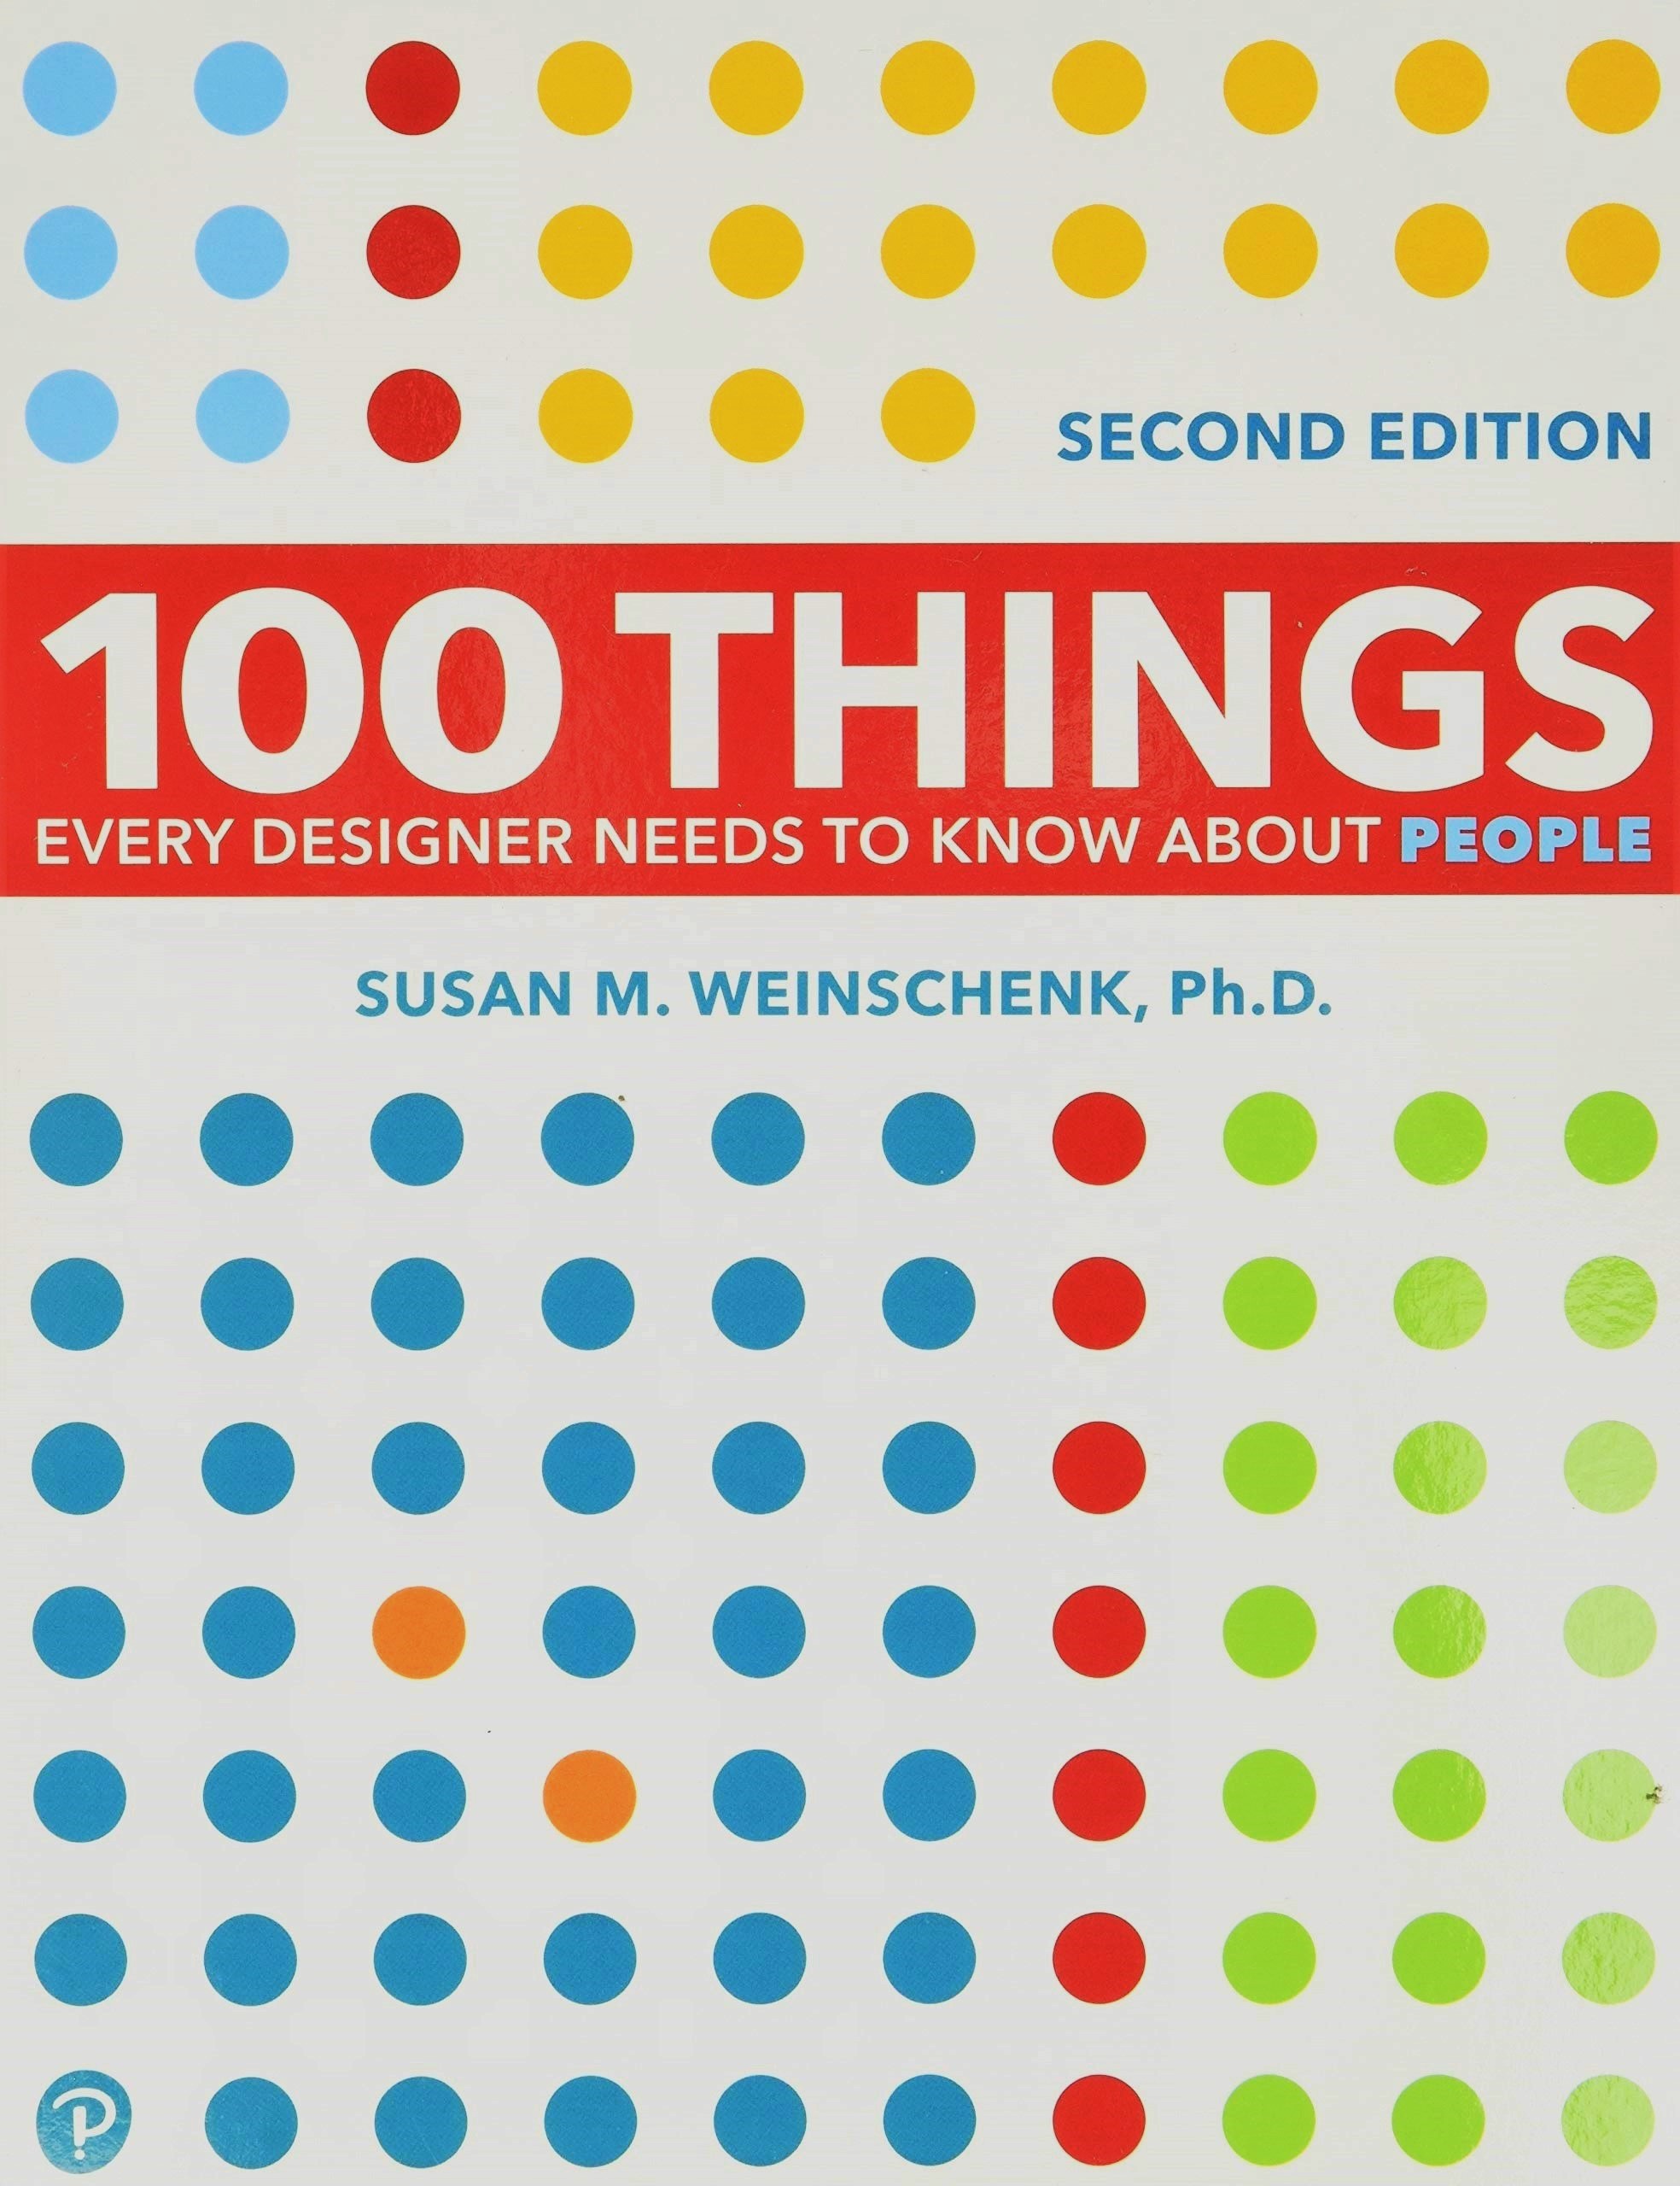 SECOND EDITION
100 THINGS
EVERY DESIGNER NEEDS TO KNOW ABOUT PEOPLE
SUSAN M. WEINSCHENK, Ph.D.
P